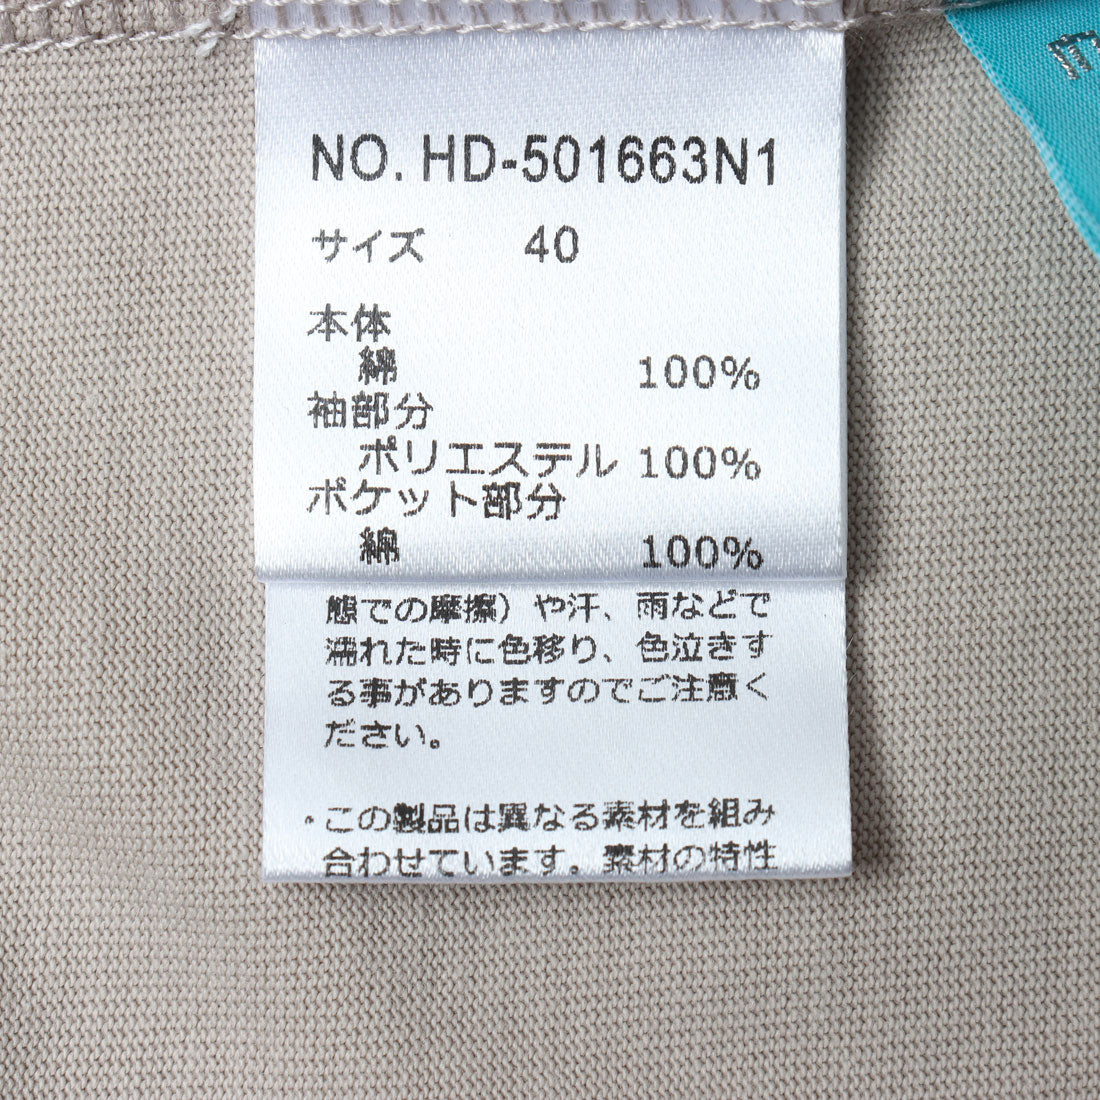 NO. HD-501663N1
サイズ 40
本体
綿 100%
袖部分
ポリエステル 100%
ポケット部分
綿 100%
態での摩擦）や汗、雨などで
濡れた時に色移り、色泣きす
る事がありますのでご注意く
ださい。
・この製品は異なる素材を組み
合わせています。素材の特性